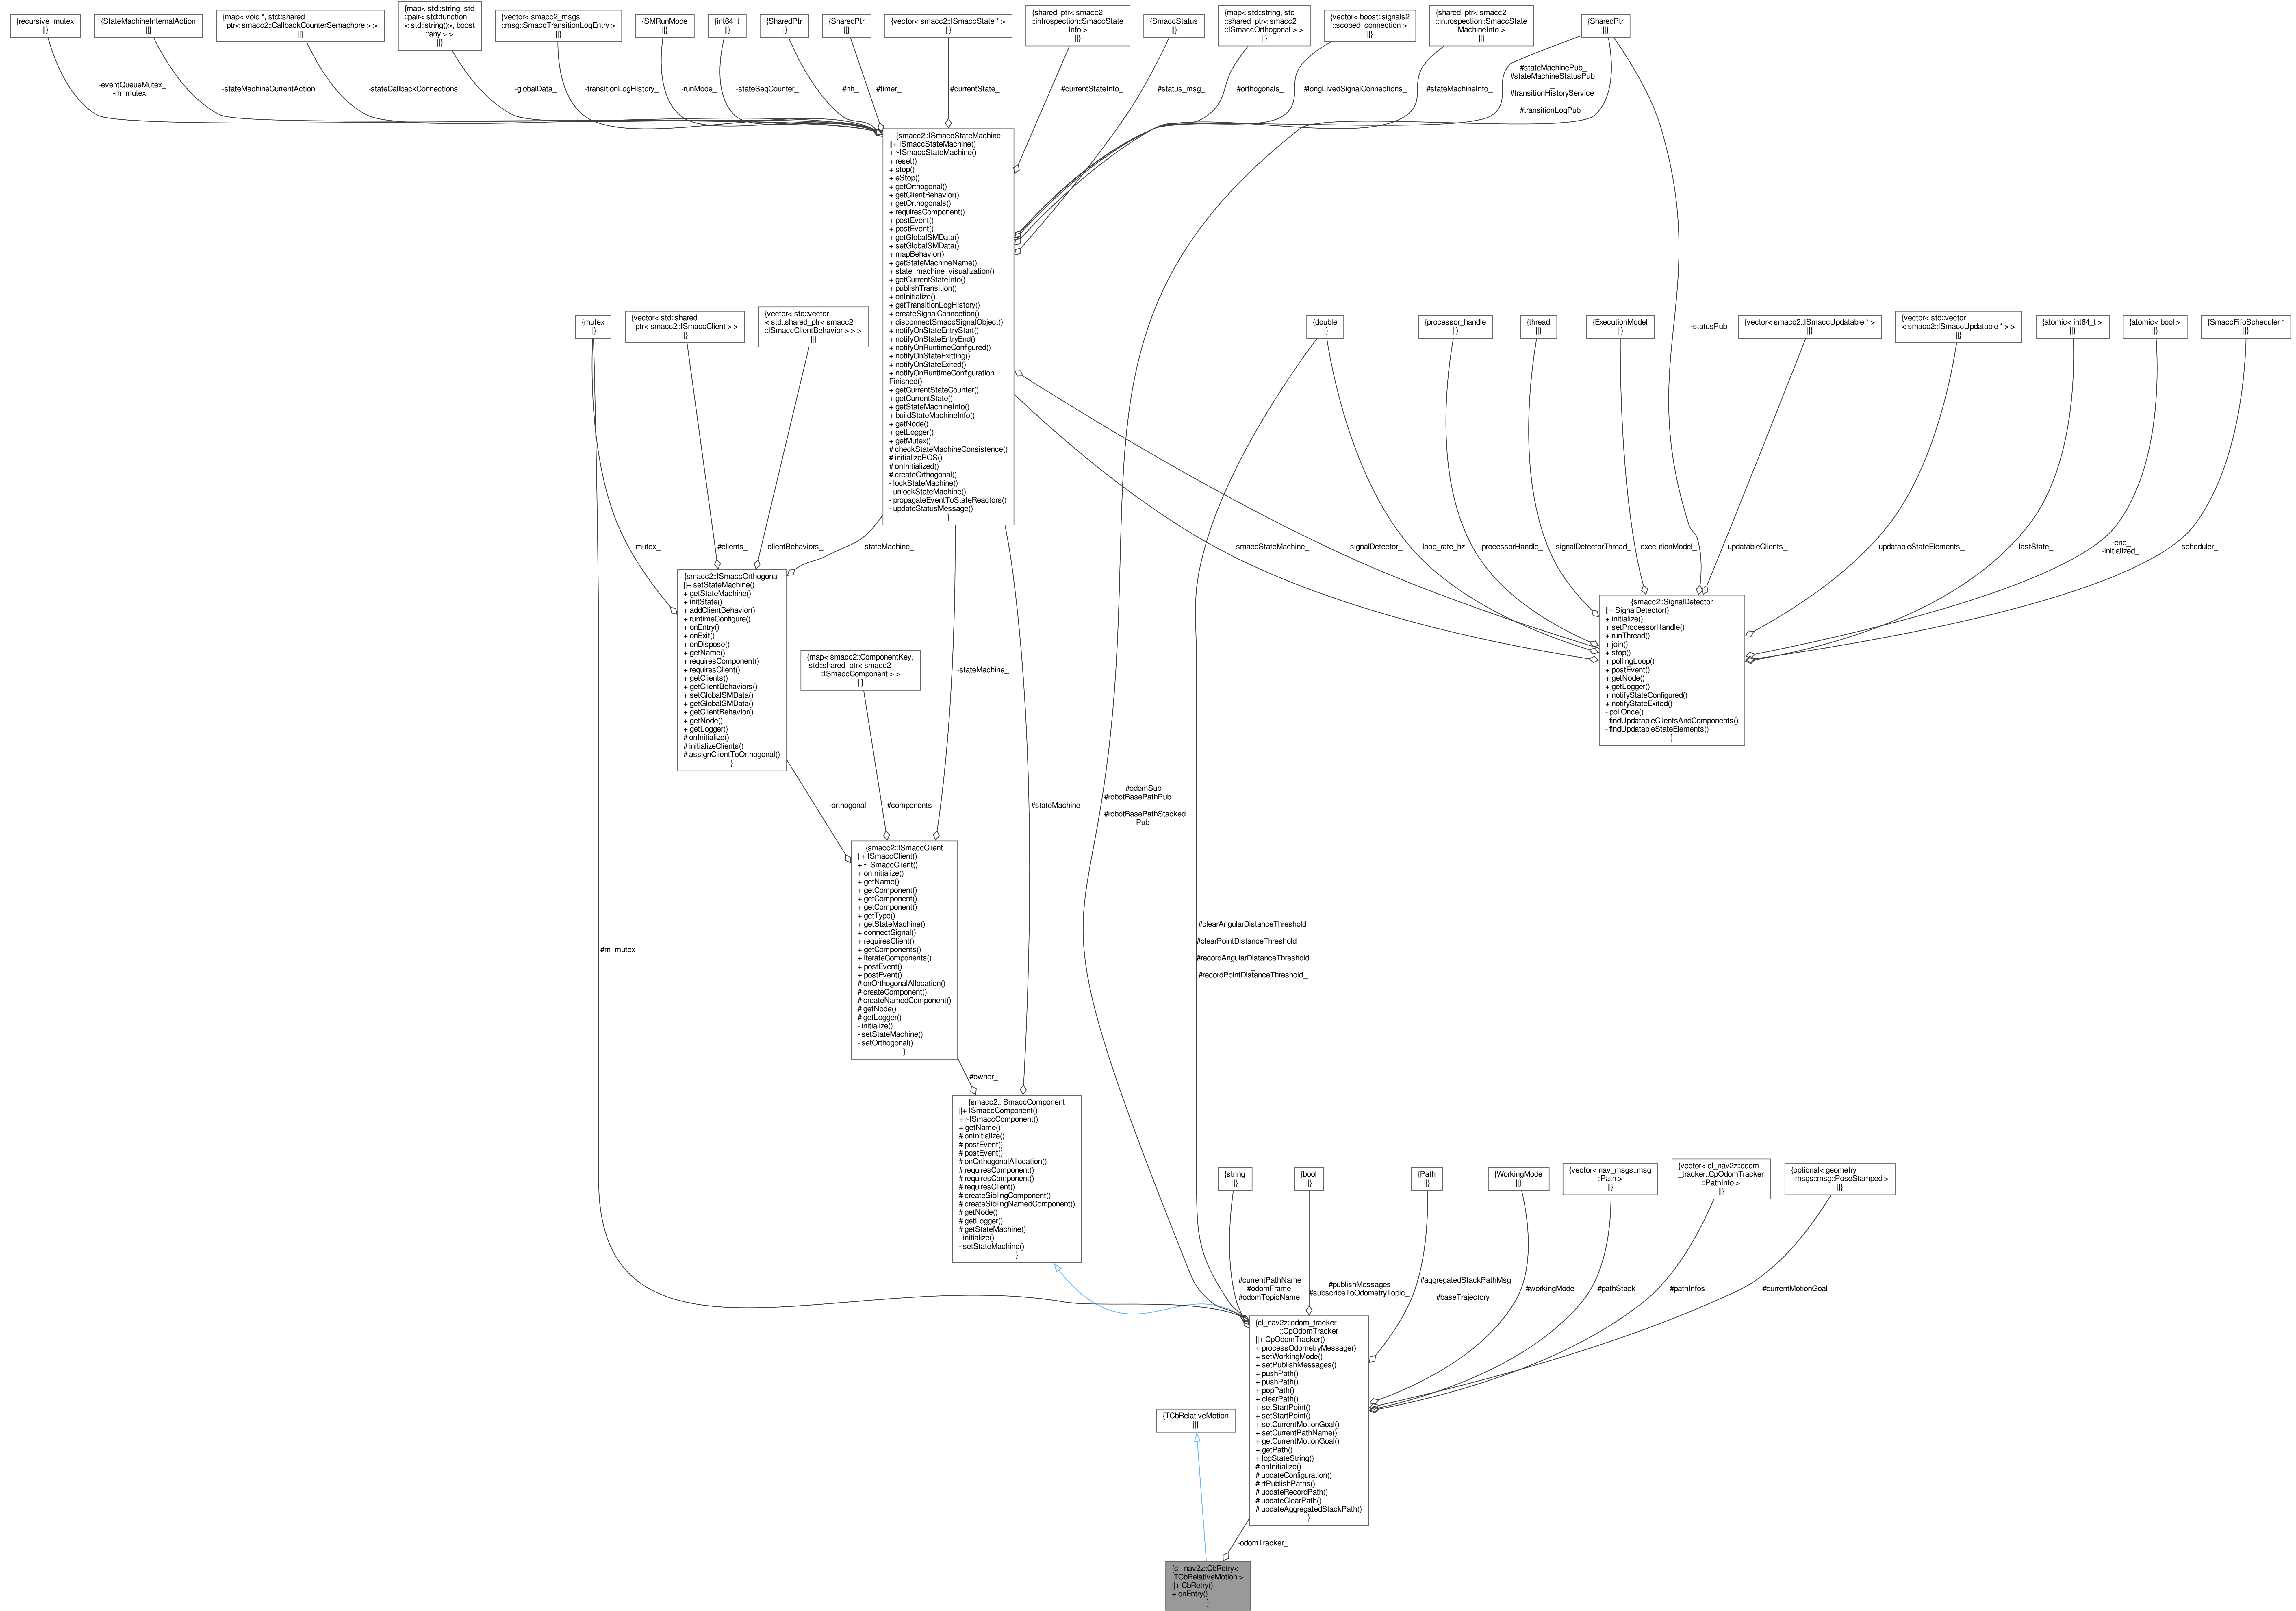 {recursive_mutex
||}
{StateMachineInternalAction
||}
{map< void *, std::shared
_ptr< smacc2::CallbackCounterSemaphore > >
||}
{map< std::string, std
::pair< std::function
< std::string()>, boost
::any > >
||}
{vector< smacc2_msgs
::msg::SmaccTransitionLogEntry >
||}
{SMRunMode
||}
{int64_t
||}
{SharedPtr
||}
{SharedPtr
||}
{vector< smacc2::ISmaccState * >
||}
{shared_ptr< smacc2
::introspection::SmaccState
Info >
||}
{SmaccStatus
||}
{map< std::string, std
::shared_ptr< smacc2
::ISmaccOrthogonal > >
||}
{vector< boost::signals2
::scoped_connection >
||}
{shared_ptr< smacc2
::introspection::SmaccState
MachineInfo >
||}
{SharedPtr
||}
-eventQueueMutex_
-m_mutex_
-stateMachineCurrentAction
-stateCallbackConnections
-globalData_
-transitionLogHistory_
-runMode_
-stateSeqCounter_
#nh_
#timer_
#currentState_
#currentStateInfo_
#status_msg_
#orthogonals_
#longLivedSignalConnections_
#stateMachineInfo_
#stateMachinePub_
#stateMachineStatusPub
_
#transitionHistoryService
_
#transitionLogPub_
{smacc2::ISmaccStateMachine
||+ ISmaccStateMachine()
+ ~ISmaccStateMachine()
+ reset()
+ stop()
+ eStop()
+ getOrthogonal()
+ getClientBehavior()
+ getOrthogonals()
+ requiresComponent()
+ postEvent()
+ postEvent()
+ getGlobalSMData()
+ setGlobalSMData()
+ mapBehavior()
+ getStateMachineName()
+ state_machine_visualization()
+ getCurrentStateInfo()
+ publishTransition()
+ onInitialize()
+ getTransitionLogHistory()
+ createSignalConnection()
+ disconnectSmaccSignalObject()
+ notifyOnStateEntryStart()
+ notifyOnStateEntryEnd()
+ notifyOnRuntimeConfigured()
+ notifyOnStateExitting()
+ notifyOnStateExited()
+ notifyOnRuntimeConfiguration
Finished()
+ getCurrentStateCounter()
+ getCurrentState()
+ getStateMachineInfo()
+ buildStateMachineInfo()
+ getNode()
+ getLogger()
+ getMutex()
# checkStateMachineConsistence()
# initializeROS()
# onInitialized()
# createOrthogonal()
- lockStateMachine()
- unlockStateMachine()
- propagateEventToStateReactors()
- updateStatusMessage()
}
{mutex
||}
{vector< std::shared
_ptr< smacc2::ISmaccClient > >
||}
{vector< std::vector
< std::shared_ptr< smacc2
::ISmaccClientBehavior > > >
||}
{double
||}
{processor_handle
||}
{thread
||}
{ExecutionModel
||}
-statusPub_
{vector< smacc2::ISmaccUpdatable * >
||}
{vector< std::vector
< smacc2::ISmaccUpdatable * > >
||}
{atomic< int64_t >
||}
{atomic< bool >
||}
{SmaccFifoScheduler *
||}
-mutex_
#clients_
-clientBehaviors_
-stateMachine_
-smaccStateMachine_
-signalDetector_
-loop_rate_hz
-processorHandle_
-signalDetectorThread_
-executionModel_
-updatableClients_
-updatableStateElements_
-lastState_
-end_
-initialized_
-scheduler_
{smacc2::ISmaccOrthogonal
||+ setStateMachine()
+ getStateMachine()
+ initState()
+ addClientBehavior()
+ runtimeConfigure()
+ onEntry()
+ onExit()
+ onDispose()
+ getName()
+ requiresComponent()
+ requiresClient()
+ getClients()
+ getClientBehaviors()
+ setGlobalSMData()
+ getGlobalSMData()
+ getClientBehavior()
+ getNode()
+ getLogger()
# onInitialize()
# initializeClients()
# assignClientToOrthogonal()
}
{smacc2::SignalDetector
||+ SignalDetector()
+ initialize()
+ setProcessorHandle()
+ runThread()
+ join()
+ stop()
+ pollingLoop()
+ postEvent()
+ getNode()
+ getLogger()
+ notifyStateConfigured()
+ notifyStateExited()
- pollOnce()
- findUpdatableClientsAndComponents()
- findUpdatableStateElements()
}
{map< smacc2::ComponentKey,
std::shared_ptr< smacc2
::ISmaccComponent > >
||}
-stateMachine_
-orthogonal_
#components_
#stateMachine_
#odomSub_
#robotBasePathPub
_
#robotBasePathStacked
Pub_
{smacc2::ISmaccClient
||+ ISmaccClient()
+ ~ISmaccClient()
+ onInitialize()
+ getName()
+ getComponent()
+ getComponent()
+ getComponent()
+ getType()
+ getStateMachine()
+ connectSignal()
+ requiresClient()
+ getComponents()
+ iterateComponents()
+ postEvent()
+ postEvent()
# onOrthogonalAllocation()
# createComponent()
# createNamedComponent()
# getNode()
# getLogger()
- initialize()
- setStateMachine()
- setOrthogonal()
}
#m_mutex_
#clearAngularDistanceThreshold
_
#clearPointDistanceThreshold
_
#recordAngularDistanceThreshold
_
#recordPointDistanceThreshold_
#owner_
{smacc2::ISmaccComponent
||+ ISmaccComponent()
+ ~ISmaccComponent()
+ getName()
# onInitialize()
# postEvent()
# postEvent()
# onOrthogonalAllocation()
# requiresComponent()
# requiresComponent()
# requiresClient()
# createSiblingComponent()
# createSiblingNamedComponent()
# getNode()
# getLogger()
# getStateMachine()
- initialize()
- setStateMachine()
}
{string
||}
{bool
||}
{Path
||}
{WorkingMode
||}
{vector< nav_msgs::msg
::Path >
||}
{vector< cl_nav2z::odom
_tracker::CpOdomTracker
::PathInfo >
||}
{optional< geometry
_msgs::msg::PoseStamped >
||}
#currentPathName_
#odomFrame_
#odomTopicName_
#publishMessages
#subscribeToOdometryTopic_
#aggregatedStackPathMsg
_
#baseTrajectory_
#workingMode_
#pathStack_
#pathInfos_
#currentMotionGoal_
{cl_nav2z::odom_tracker
::CpOdomTracker
||+ CpOdomTracker()
+ processOdometryMessage()
+ setWorkingMode()
+ setPublishMessages()
+ pushPath()
+ pushPath()
+ popPath()
+ clearPath()
+ setStartPoint()
+ setStartPoint()
+ setCurrentMotionGoal()
+ setCurrentPathName()
+ getCurrentMotionGoal()
+ getPath()
+ logStateString()
# onInitialize()
# updateConfiguration()
# rtPublishPaths()
# updateRecordPath()
# updateClearPath()
# updateAggregatedStackPath()
}
{TCbRelativeMotion
||}
-odomTracker_
{cl_nav2z::CbRetry<
TCbRelativeMotion >
||+ CbRetry()
+ onEntry()
}